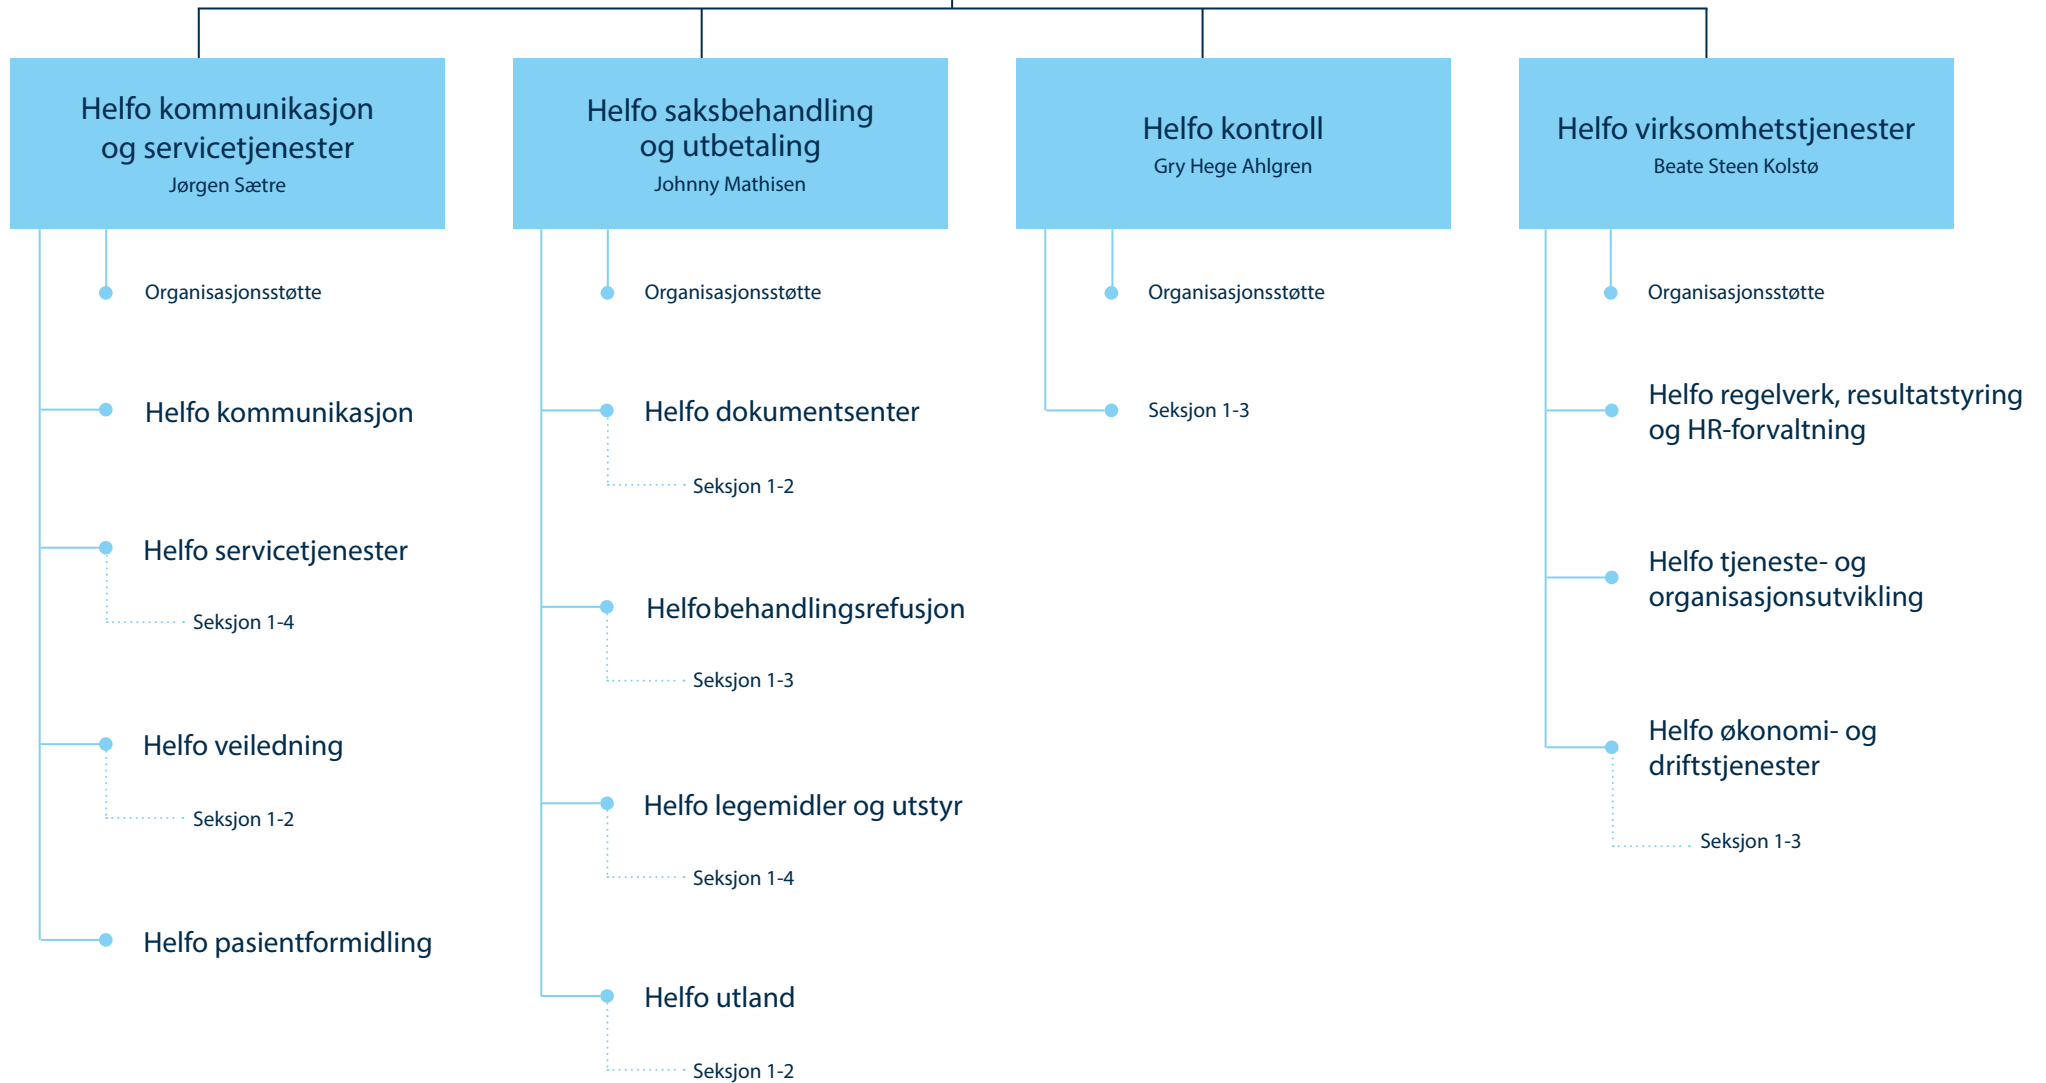 Helfo kommunikasjon
og servicetjenester
Jørgen Sætre
Organisasjonsstøtte
Helfo kommunikasjon
Helfo servicetjenester
Seksjon 1-4
Helfo veiledning
Seksjon 1-2
Helfo pasientformidling
Helfo saksbehandling
og utbetaling
Johnny Mathisen
Organisasjonsstøtte
Helfo dokumentsenter
Seksjon 1-2
Helfo behandlingsrefusjon
Seksjon 1-3
Helfo legemidler og utstyr
Seksjon 1-4
Helfo utland
Seksjon 1-2
Helfo kontroll
Gry Hege Ahlgren
Organisasjonsstøtte
Seksjon 1-3
Helfo virksomhetstjenester
Beate Steen Kolstø
Organisasjonsstøtte
Helfo regelverk, resultatstyring
og HR-forvaltning
Helfo tjeneste- og
organisasjonsutvikling
Helfo økonomi- og
driftstjenester
Seksjon 1-3